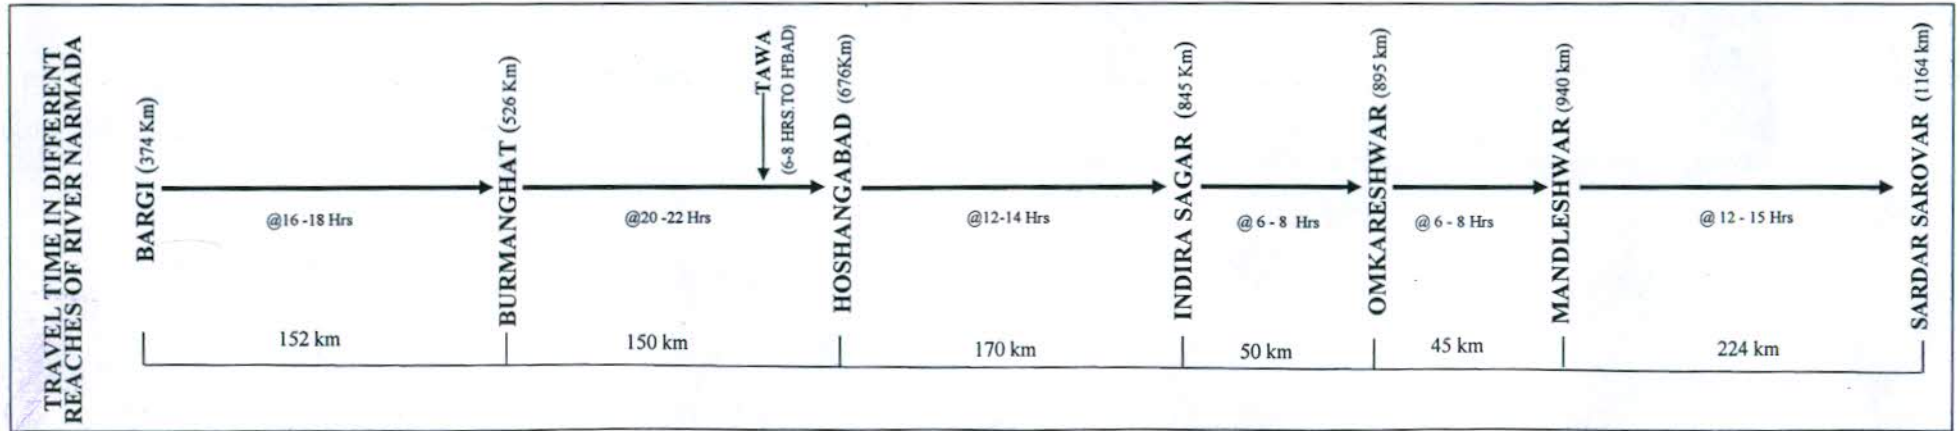 TRAVEL TIME IN DIFFERENT
REACHES OF RIVER NARMADA
BARGI (374 Km)
@16 -18 Hrs
BURMANGHAT (526 Km)
@20 -22 Hrs
TAWA
(6-8 HRS.TO H'BAD)
HOSHANGABAD (676Km)
@12-14 Hrs
INDIRA SAGAR (845 Km)
@ 6 - 8 Hrs
OMKARESHWAR (895 km)
@ 6 - 8 Hrs
MANDLESHWAR (940 km)
@ 12 - 15 Hrs
SARDAR SAROVAR (1164 km)
152 km
150 km
170 km
50 km
45 km
224 km